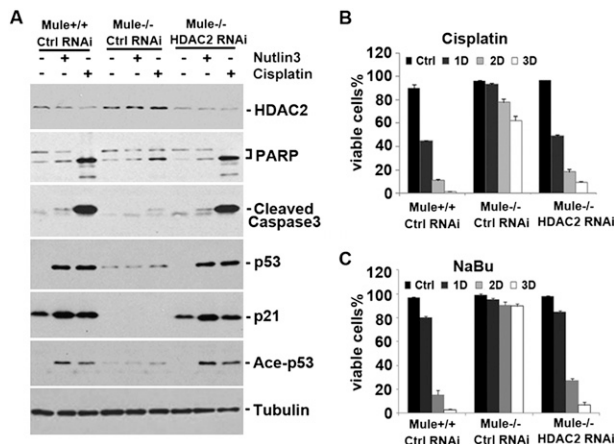 A
Mule+/+ Mule-/- Mule-/-
Ctrl RNAi Ctrl RNAi HDAC2 RNAi
- + - - + - - + - Nutlin3
- - + - - + - - + Cisplatin
HDAC2
PARP
Cleaved
Caspase3
p53
p21
Ace-p53
Tubulin
B
Cisplatin
Ctrl 1D 2D 3D
viable cells%
120
100
80
60
40
20
0
Mule+/+ Mule-/- Mule-/-
Ctrl RNAi Ctrl RNAi HDAC2 RNAi
C
NaBu
Ctrl 1D 2D 3D
viable cells%
120
100
80
60
40
20
0
Mule+/+ Mule-/- Mule-/-
Ctrl RNAi Ctrl RNAi HDAC2 RNAi